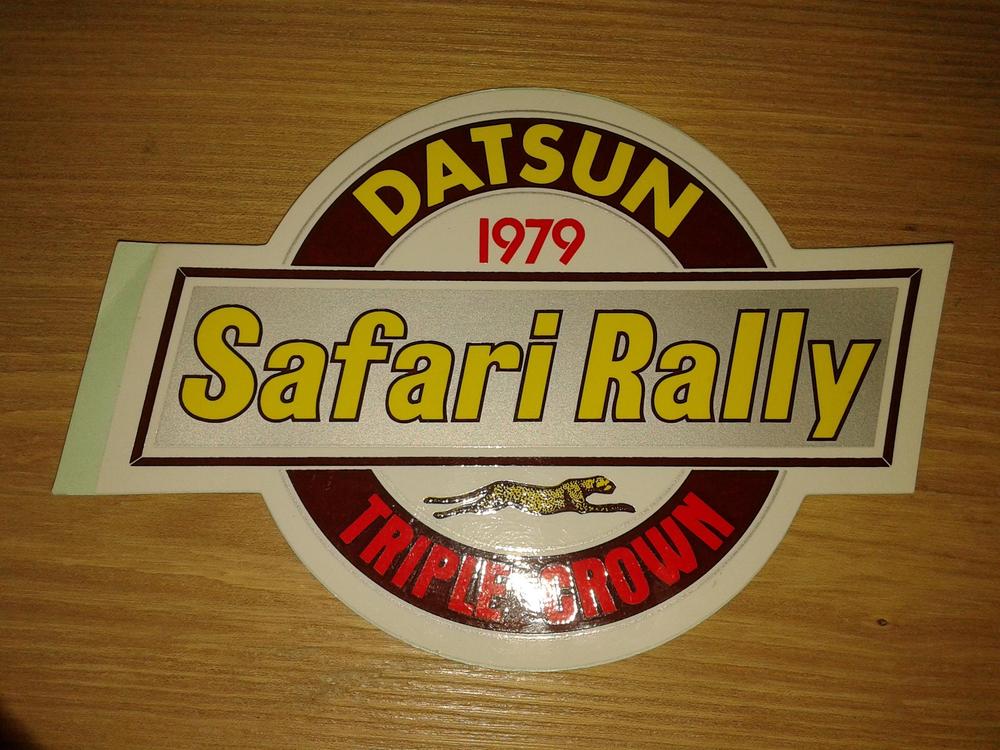 DATSUN
1979
Safari Rally
TRIPLE CROWN